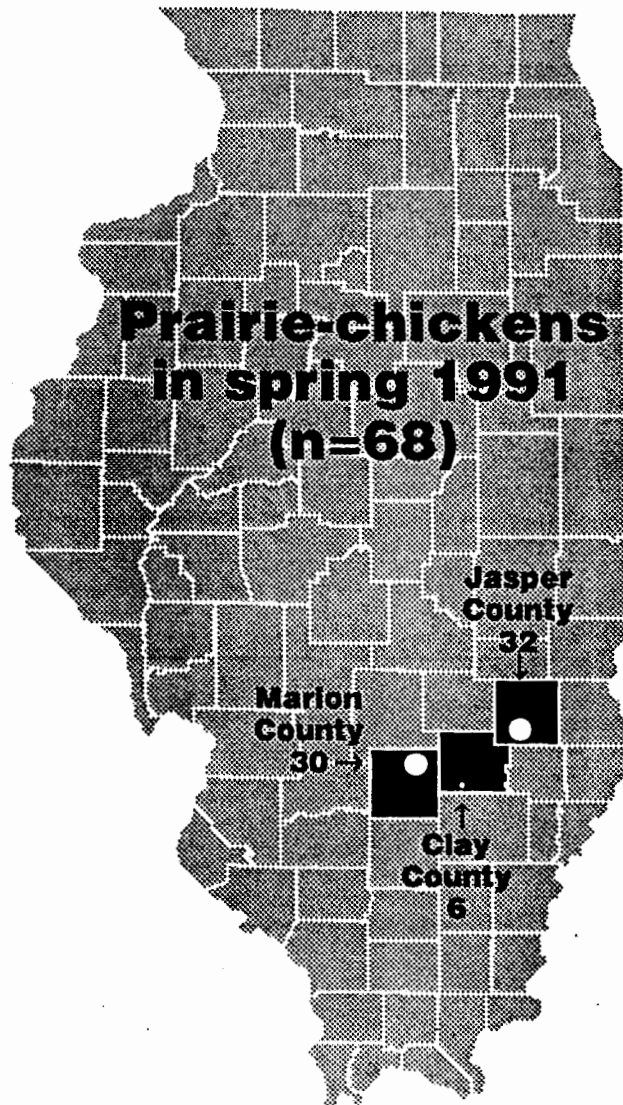 Prairie-chickens
in spring 1991
(n=68)
Jasper
County
32
↓
Marion
County
30 →
↑
Clay
County
6